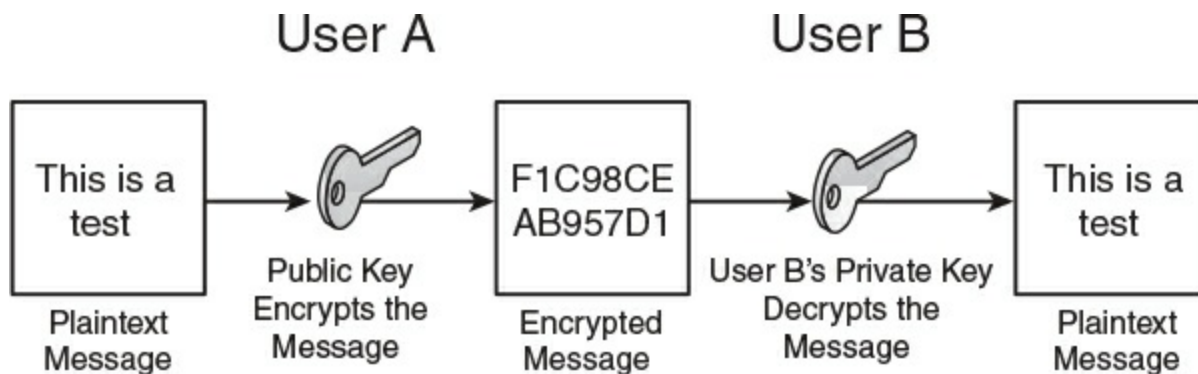 User A
User B
This is a
test
Plaintext
Message
Public Key
Encrypts the
Message
F1C98CE
AB957D1
Encrypted
Message
User B's Private Key
Decrypts the
Message
This is a
test
Plaintext
Message